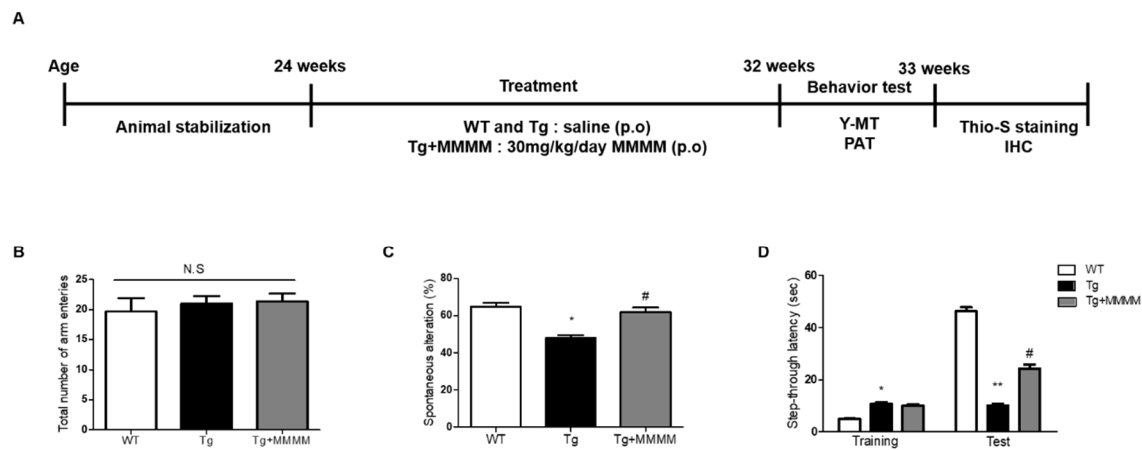 A
Age
24 weeks
32 weeks
33 weeks
Treatment
Behavior test
Animal stabilization
WT and Tg : saline (p.o)
Tg+MMMM : 30mg/kg/day MMMM (p.o)
Y-MT
PAT
Thio-S staining
IHC
B
Total number of arm enteries
25
20
15
10
5
0
N.S
WT
Tg
Tg+MMMM
C
Spontaneous alteration (%)
80
60
40
20
0
*
#
WT
Tg
Tg+MMMM
D
Step-through latency (sec)
60
40
20
0
*
**
#
Training
Test
WT
Tg
Tg+MMMM